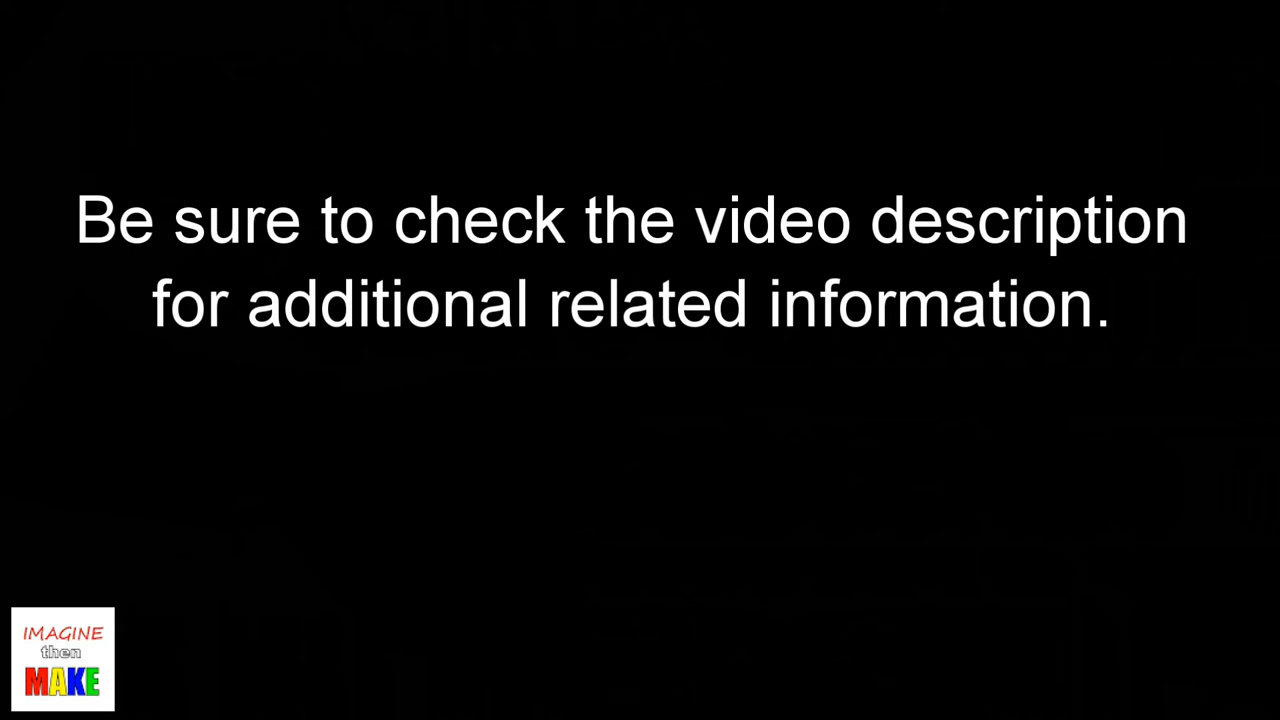 Be sure to check the video description
for additional related information.
IMAGINE
then
MAKE